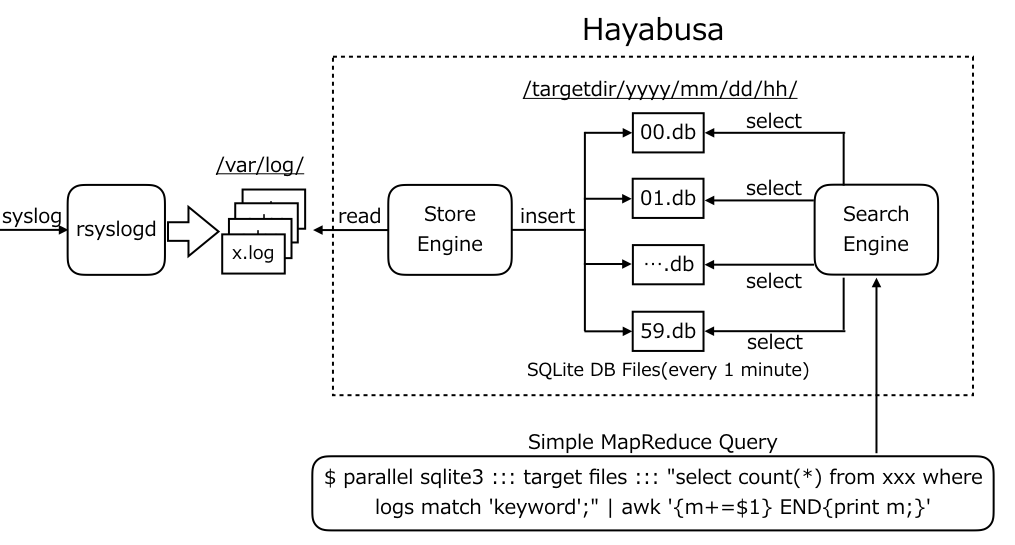 Hayabusa
/targetdir/yyyy/mm/dd/hh/
00.db
select
/var/log/
syslog
rsyslogd
x.log
read
Store
Engine
insert
01.db
select
Search
Engine
….db
select
59.db
select
SQLite DB Files(every 1 minute)
Simple MapReduce Query
$ parallel sqlite3 ::: target files ::: "select count(*) from xxx where
logs match 'keyword';" | awk '{m+=$1} END{print m;}'